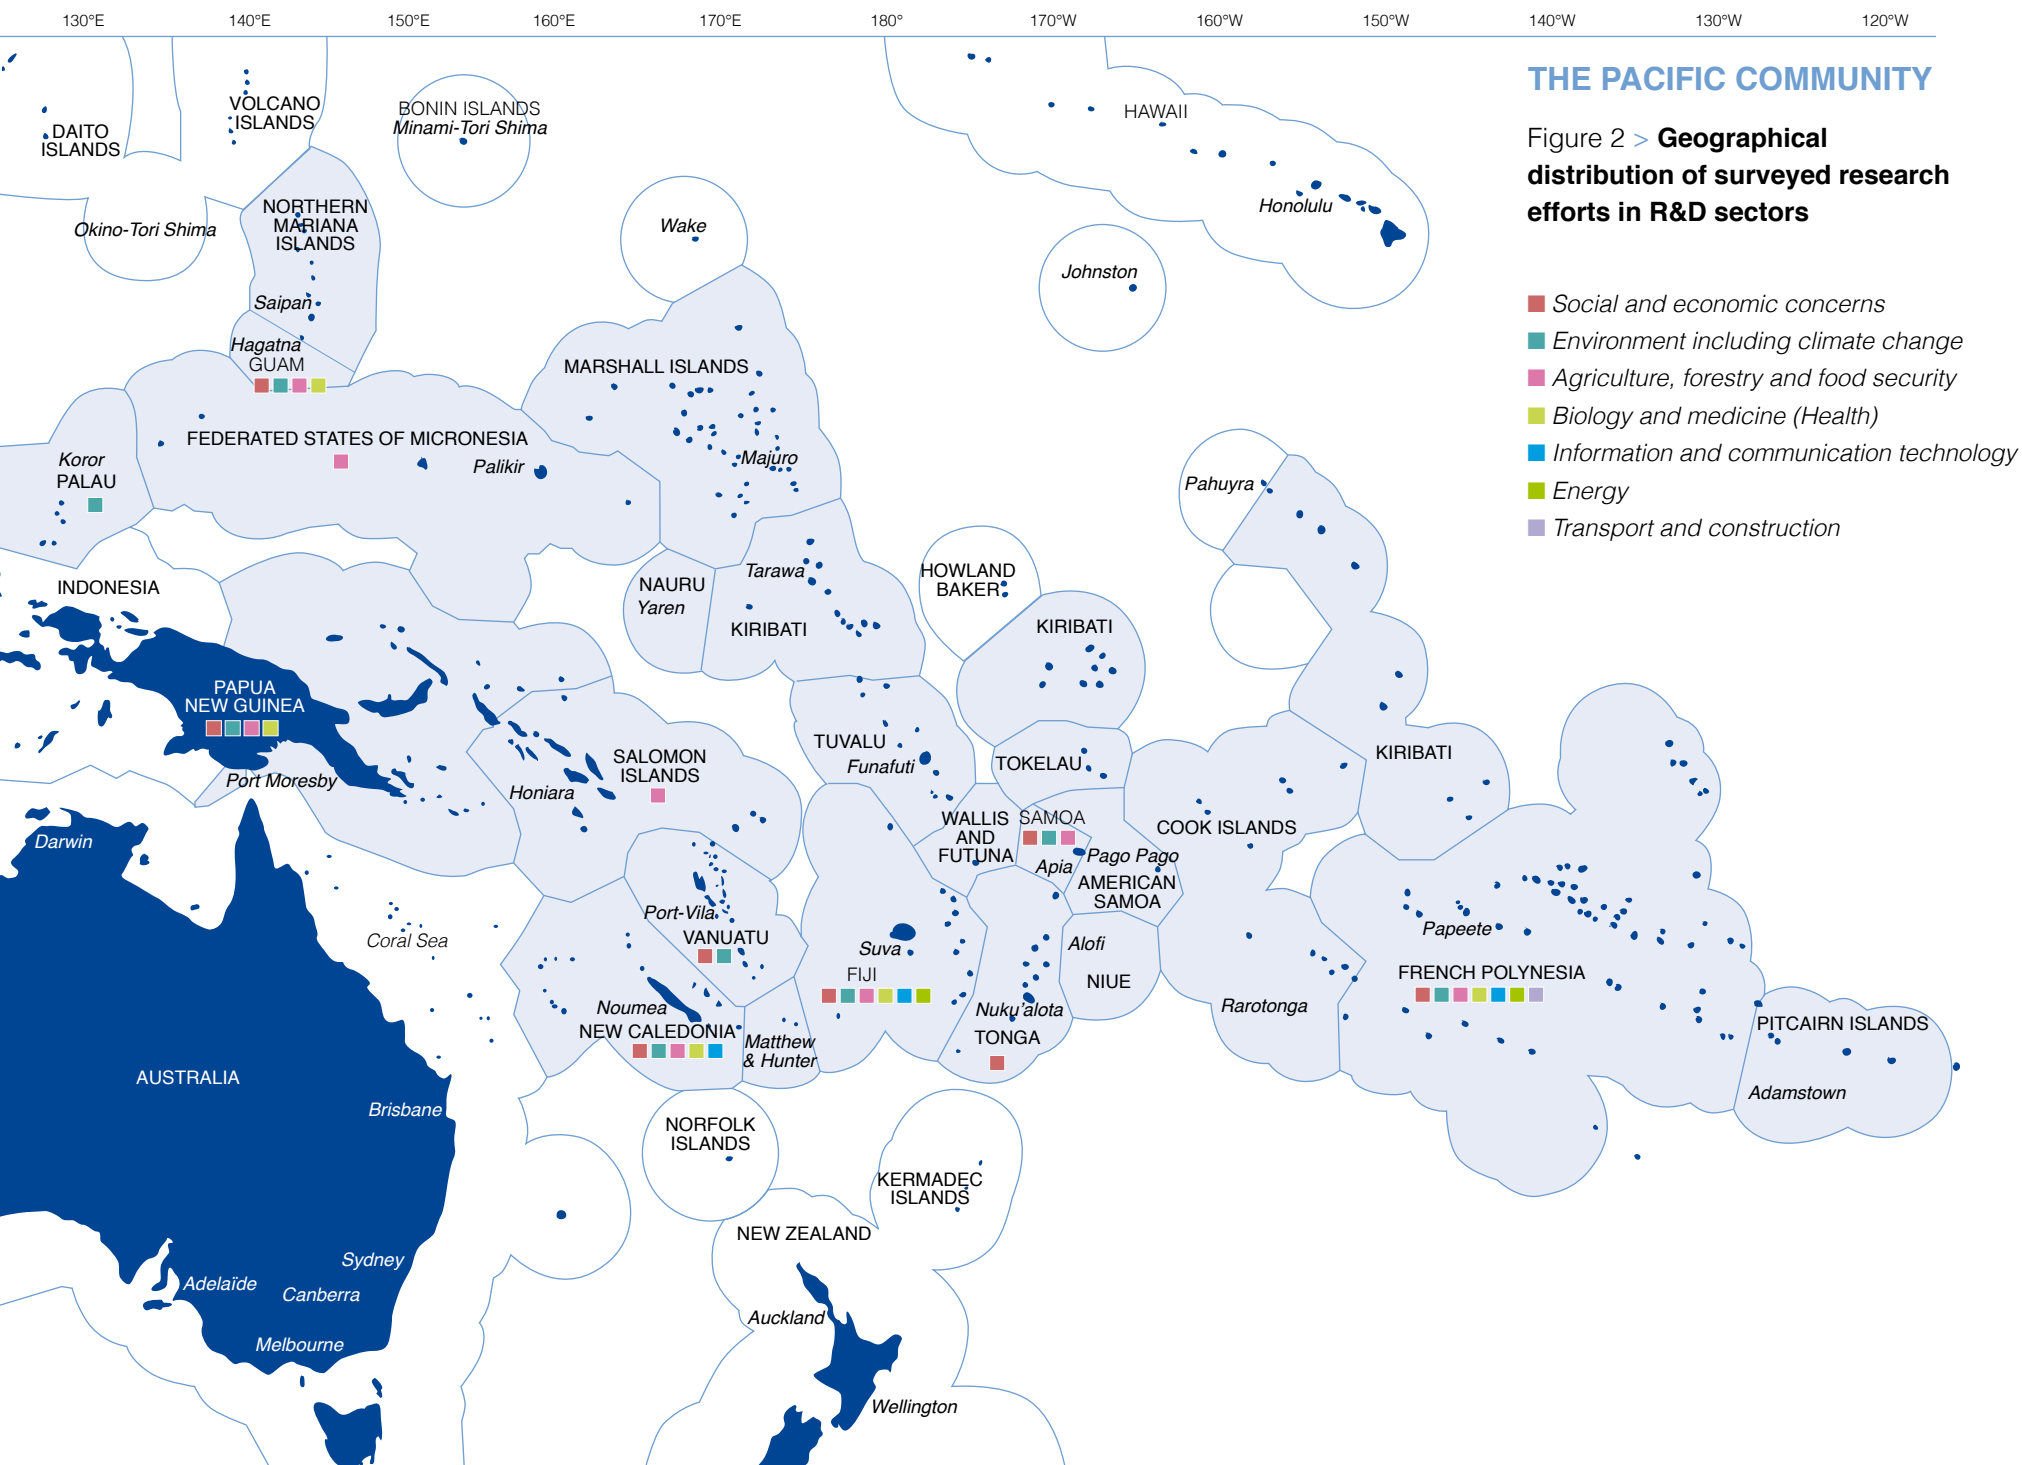 130°E 140°E 150°E 160°E 170°E 180° 170°W 160°W 150°W 140°W 130°W 120°W
THE PACIFIC COMMUNITY
Figure 2 > Geographical
distribution of surveyed research
efforts in R&D sectors
Social and economic concerns
Environment including climate change
Agriculture, forestry and food security
Biology and medicine (Health)
Information and communication technology
Energy
Transport and construction
DAITO
ISLANDS
VOLCANO
ISLANDS
BONIN ISLANDS
Minami-Tori Shima
HAWAII
Honolulu
Okino-Tori Shima
NORTHERN
MARIANA
ISLANDS
Saipan
Wake
Johnston
Hagatna
GUAM
MARSHALL ISLANDS
Majuro
FEDERATED STATES OF MICRONESIA
Palikir
Koror
PALAU
Pahuyra
INDONESIA
NAURU
Yaren
Tarawa
KIRIBATI
HOWLAND
BAKER
KIRIBATI
PAPUA
NEW GUINEA
Port Moresby
SALOMON
ISLANDS
Honiara
TUVALU
Funafuti
TOKELAU
KIRIBATI
WALLIS
AND
FUTUNA
SAMOA
Apia
Pago Pago
AMERICAN
SAMOA
COOK ISLANDS
Darwin
Coral Sea
Port-Vila
VANUATU
Suva
FIJI
Alofi
NIUE
Papeete
FRENCH POLYNESIA
Noumea
NEW CALEDONIA
Matthew
& Hunter
Nuku'alota
TONGA
Rarotonga
PITCAIRN ISLANDS
Adamstown
AUSTRALIA
Brisbane
NORFOLK
ISLANDS
KERMADEC
ISLANDS
NEW ZEALAND
Sydney
Adelaïde
Canberra
Melbourne
Auckland
Wellington